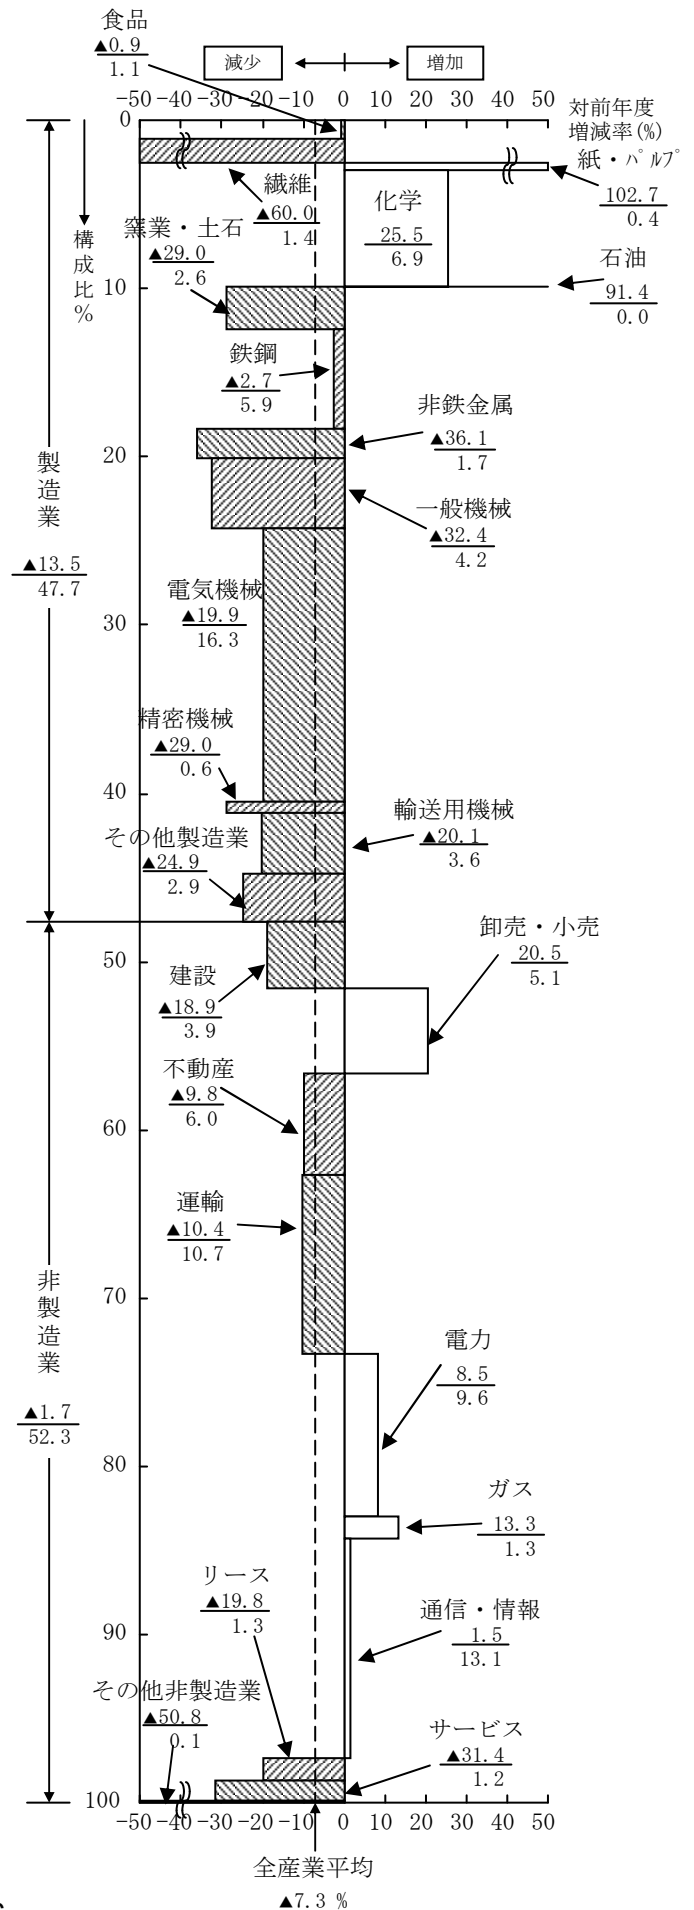 食品
▲0.9
1.1
減少
増加
-50 -40 -30 -20 -10 0 10 20 30 40 50
対前年度
増減率(%)
紙・パルプ
102.7
0.4
繊維
▲60.0
1.4
化学
25.5
6.9
窯業・土石
▲29.0
2.6
石油
91.4
0.0
構成比%
0
10
20
30
40
50
60
70
80
90
100
鉄鋼
▲2.7
5.9
非鉄金属
▲36.1
1.7
一般機械
▲32.4
4.2
製造業
▲13.5
47.7
電気機械
▲19.9
16.3
精密機械
▲29.0
0.6
輸送用機械
▲20.1
3.6
その他製造業
▲24.9
2.9
卸売・小売
20.5
5.1
建設
▲18.9
3.9
不動産
▲9.8
6.0
運輸
▲10.4
10.7
非製造業
▲1.7
52.3
電力
8.5
9.6
ガス
13.3
1.3
リース
▲19.8
1.3
通信・情報
1.5
13.1
その他非製造業
▲50.8
0.1
サービス
▲31.4
1.2
-50 -40 -30 -20 -10 0 10 20 30 40 50
全産業平均
▲7.3 %